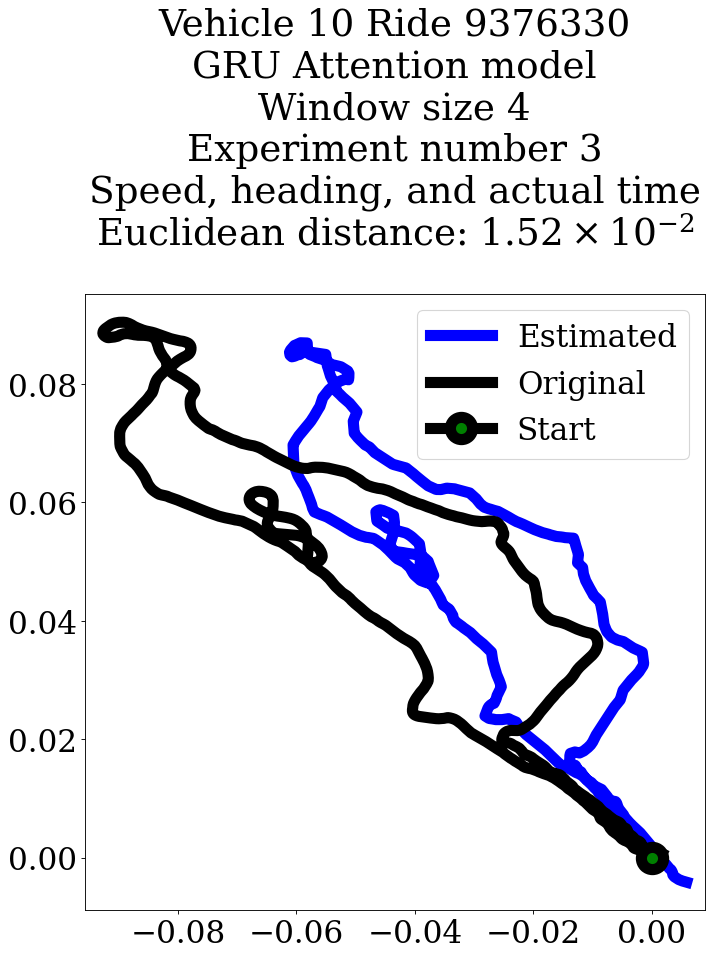 Vehicle 10 Ride 9376330
GRU Attention model
Window size 4
Experiment number 3
Speed, heading, and actual time
Euclidean distance: 1.52 × 10⁻²
Estimated
Original
Start
0.08
0.06
0.04
0.02
0.00
−0.08 −0.06 −0.04 −0.02 0.00